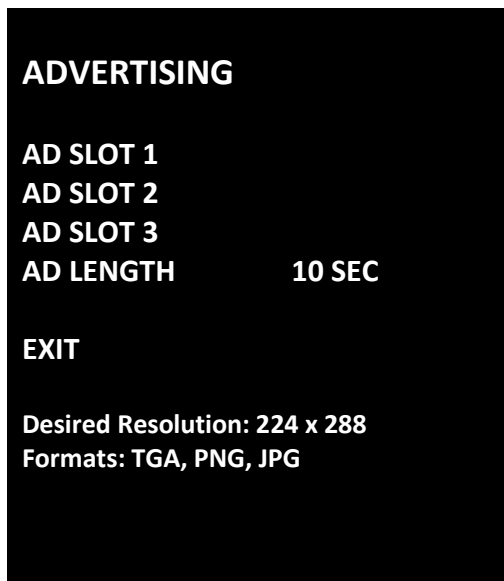 ADVERTISING
AD SLOT 1
AD SLOT 2
AD SLOT 3
AD LENGTH 10 SEC
EXIT
Desired Resolution: 224 x 288
Formats: TGA, PNG, JPG